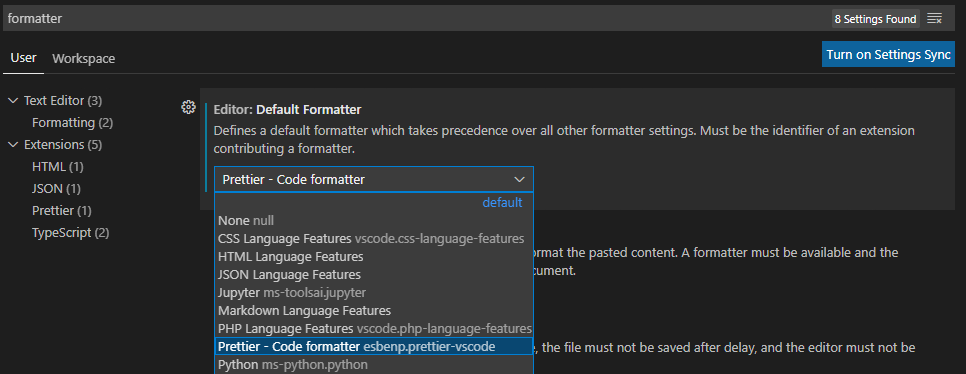 formatter
8 Settings Found
User
Workspace
Turn on Settings Sync
Text Editor (3)
Formatting (2)
Extensions (5)
HTML (1)
JSON (1)
Prettier (1)
TypeScript (2)
Editor: Default Formatter
Defines a default formatter which takes precedence over all other formatter settings. Must be the identifier of an extension
contributing a formatter.
Prettier - Code formatter
default
None null
CSS Language Features vscode.css-language-features
HTML Language Features
JSON Language Features
Jupyter ms-toolsai.jupyter
Markdown Language Features
PHP Language Features vscode.php-language-features
Prettier - Code formatter esbenp.prettier-vscode
Python ms-python.python
ormat the pasted content. A formatter must be available and the
cument.
e, the file must not be saved after delay, and the editor must not be